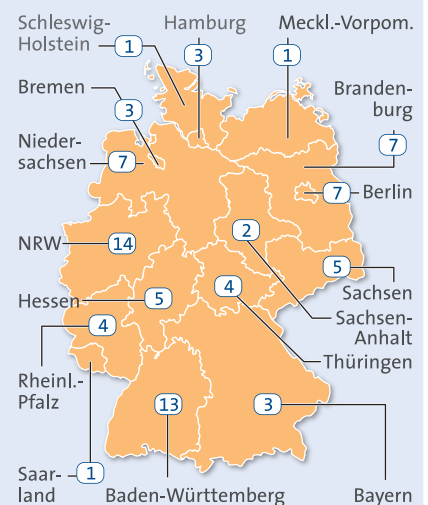 Schleswig-
Holstein
1
Hamburg
3
Meckl.-Vorpom.
1
Bremen
3
Branden-
burg
7
Nieder-
sachsen
7
7
Berlin
NRW
14
2
5
Sachsen
Hessen
5
4
Sachsen-
Anhalt
4
Thüringen
Rheinl.-
Pfalz
13
3
Saar-
land
1
Baden-Württemberg
Bayern